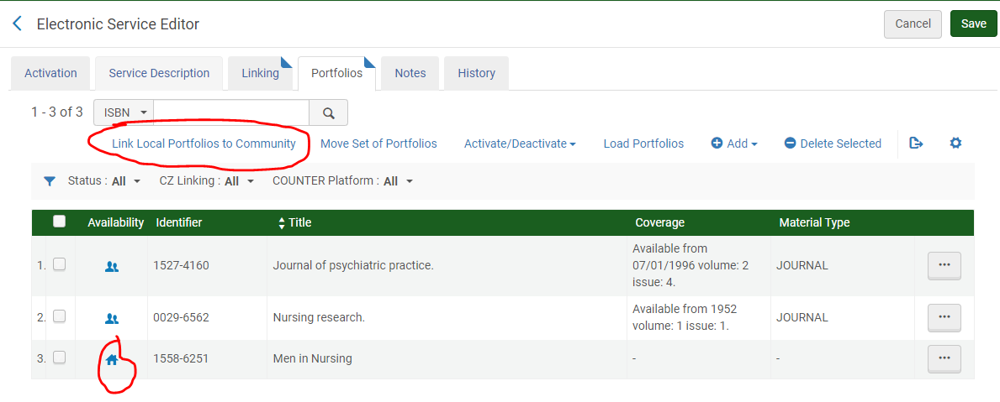 Electronic Service Editor
Cancel
Save
Activation
Service Description
Linking
Portfolios
Notes
History
1 - 3 of 3
ISBN
Link Local Portfolios to Community
Move Set of Portfolios
Activate/Deactivate
Load Portfolios
Add
Delete Selected
Status : All
CZ Linking : All
COUNTER Platform : All
Availability
Identifier
Title
Coverage
Material Type
1.
1527-4160
Journal of psychiatric practice.
Available from
07/01/1996 volume: 2
issue: 4.
JOURNAL
...
2.
0029-6562
Nursing research.
Available from 1952
volume: 1 issue: 1.
JOURNAL
...
3.
1558-6251
Men in Nursing
-
-
...